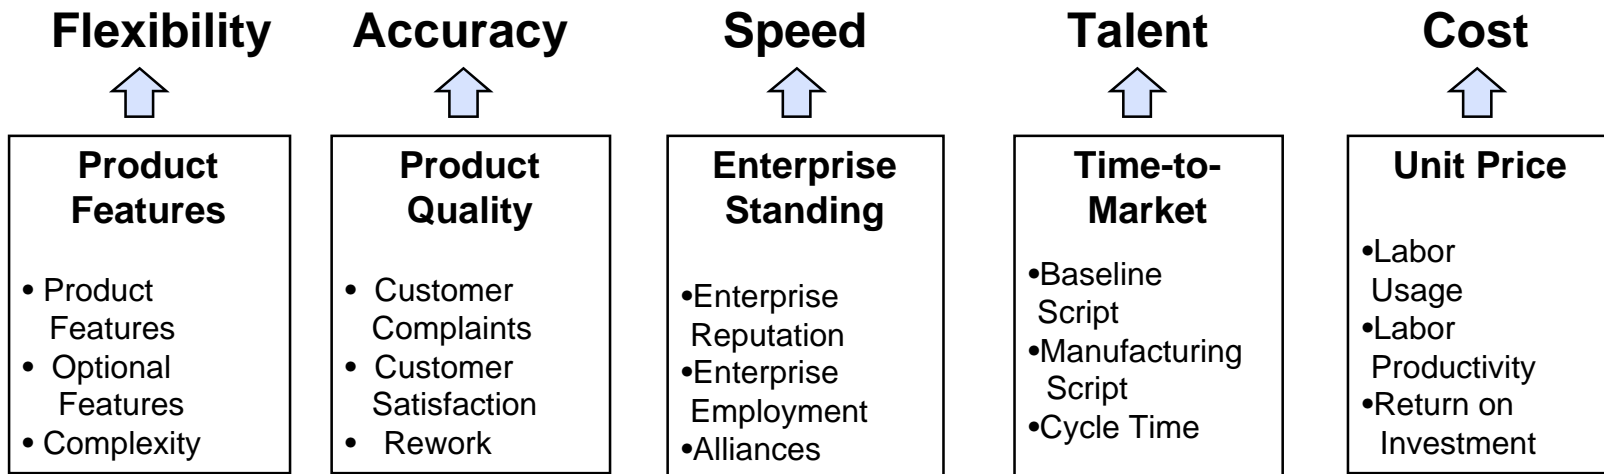 Flexibility
Accuracy
Speed
Talent
Cost
Product
Features
• Product
Features
• Optional
Features
• Complexity
Product
Quality
• Customer
Complaints
• Customer
Satisfaction
• Rework
Enterprise
Standing
•Enterprise
Reputation
•Enterprise
Employment
•Alliances
Time-to-
Market
•Baseline
Script
•Manufacturing
Script
•Cycle Time
Unit Price
•Labor
Usage
•Labor
Productivity
•Return on
Investment